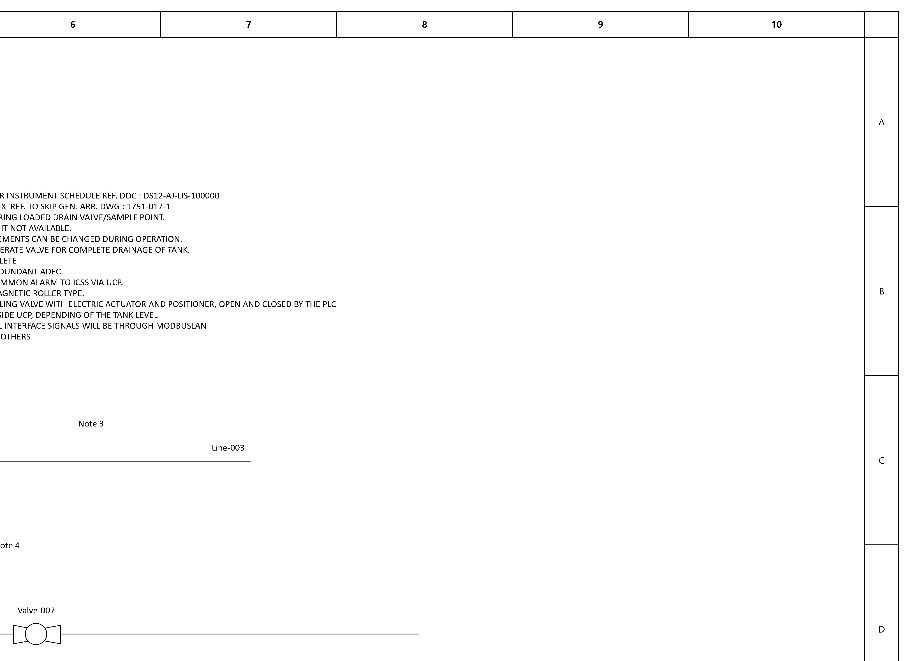 6 7 8 9 10
A
R INSTRUMENT SCHEDULE REF. DOC : DS12-AJ-LIS-100000
X. REF. TO SKIP GEN. ARR. DWG : 1751-017-1
RING LOADED DRAIN VALVE/SAMPLE POINT.
IT NOT AVAILABLE.
EMENTS CAN BE CHANGED DURING OPERATION.
ERATE VALVE FOR COMPLETE DRAINAGE OF TANK.
LETE
DUNDANT ADEC.
MMON ALARM TO ICSS VIA UCP.
AGNETIC ROLLER TYPE.
LING VALVE WITH ELECTRIC ACTUATOR AND POSITIONER, OPEN AND CLOSED BY THE PLC
SIDE UCP, DEPENDING OF THE TANK LEVEL
L INTERFACE SIGNALS WILL BE THROUGH MODBUSLAN
OTHERS
B
Note 3
Line-003
C
ote 4
Valve-007
D